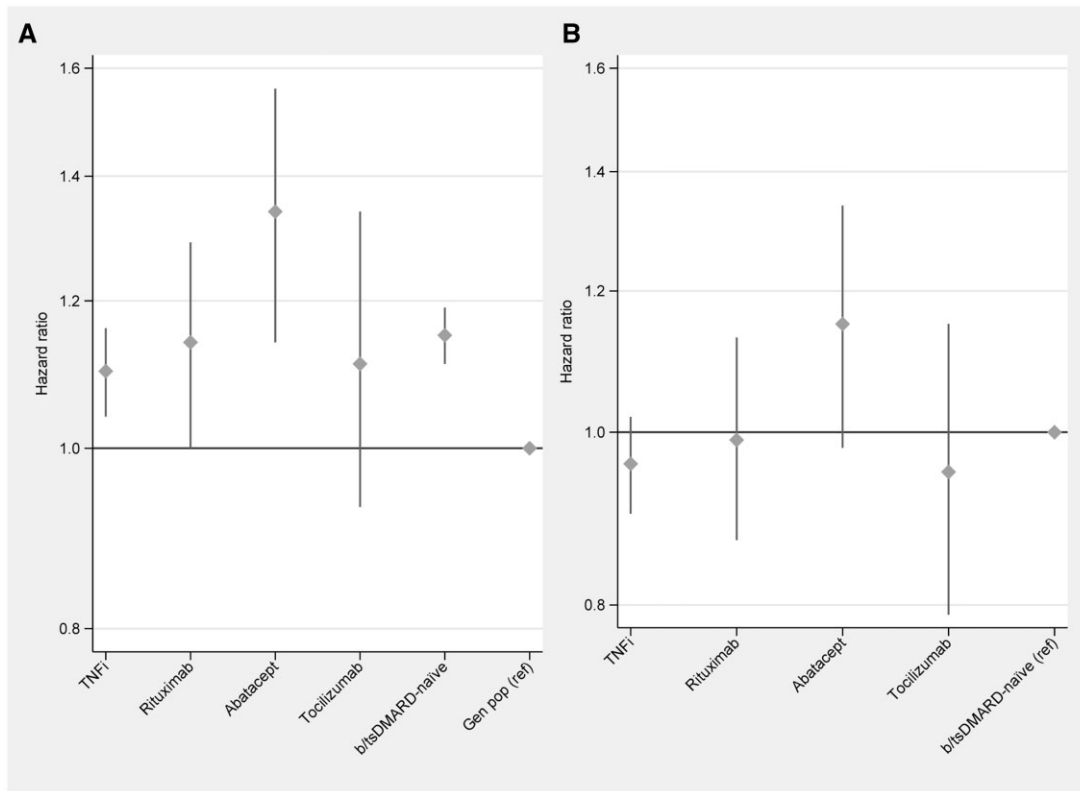 A
1.6
1.4
1.2
1.0
0.8
Hazard ratio
TNFi
Rituximab
Abatacept
Tocilizumab
b/tsDMARD-naïve
Gen pop (ref)
B
1.6
1.4
1.2
1.0
0.8
Hazard ratio
TNFi
Rituximab
Abatacept
Tocilizumab
b/tsDMARD-naïve (ref)